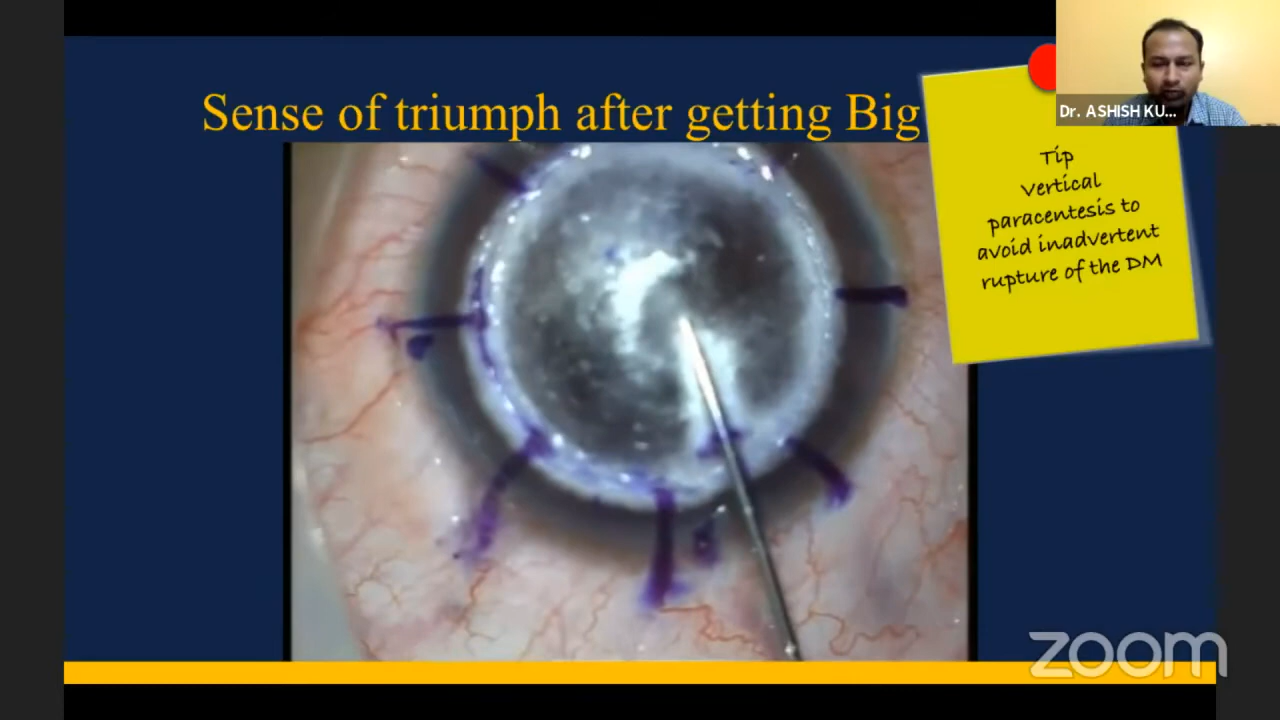 Sense of triumph after getting Big
Dr. ASHISH KU...
Tip
Vertical
paracentesis to
avoid inadvertent
rupture of the DM
zoom